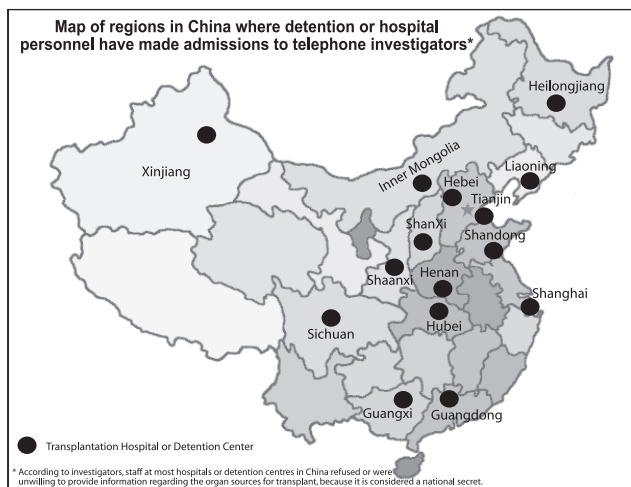 Map of regions in China where detention or hospital
personnel have made admissions to telephone investigators*
Heilongjiang
Xinjiang
Inner Mongolia
Liaoning
Hebei
Tianjin
ShanXi
Shandong
Shaanxi
Henan
Shanghai
Sichuan
Hubei
Guangxi
Guangdong
Transplantation Hospital or Detention Center
* According to investigators, staff at most hospitals or detention centres in China refused or were
unwilling to provide information regarding the organ sources for transplant, because it is considered a national secret.